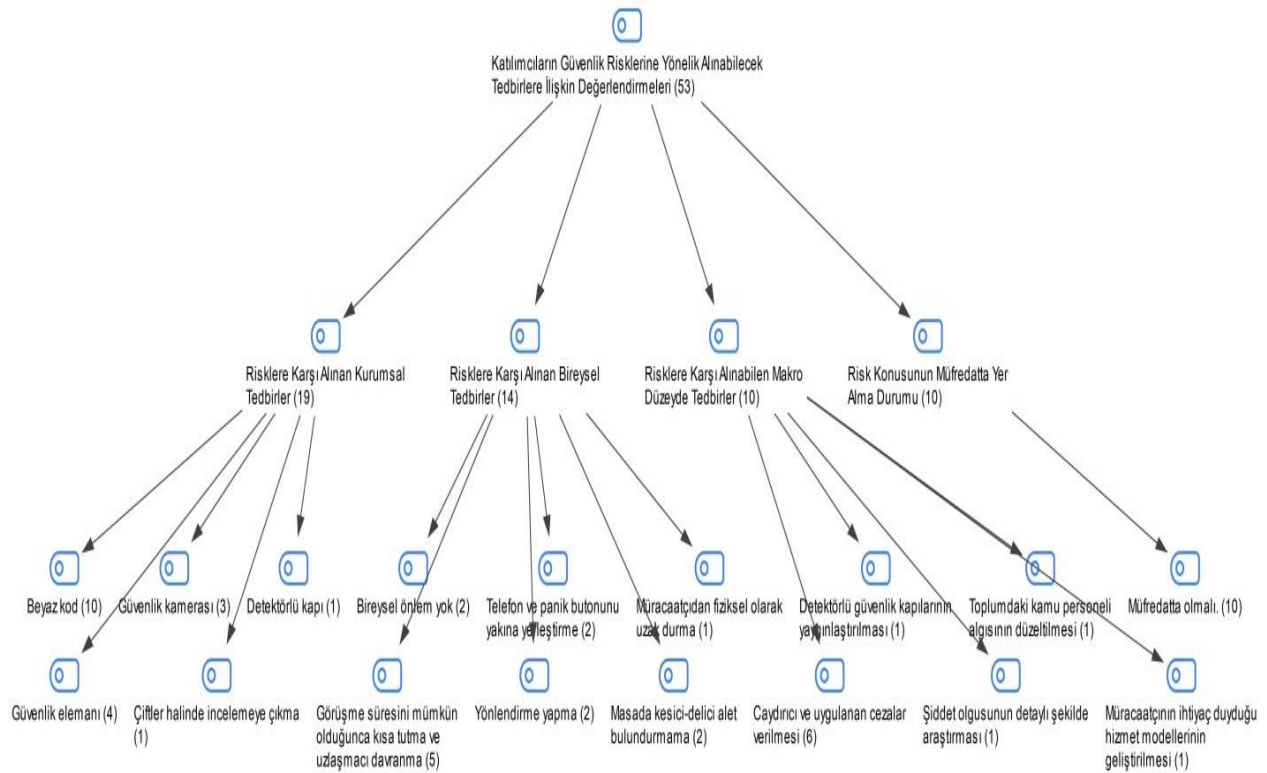 Katılımcıların Güvenlik Risklerine Yönelik Alınabilecek
Tedbirlere İlişkin Değerlendirmeleri (53)
Risklere Karşı Alınan Kurumsal
Tedbirler (19)
Risklere Karşı Alınan Bireysel
Tedbirler (14)
Risklere Karşı Alınabilen Makro
Düzeyde Tedbirler (10)
Risk Konusunun Müfredatta Yer
Alma Durumu (10)
Beyaz kod (10)
Güvenlik kamerası (3)
Detektörlü kapı (1)
Bireysel önlem yok (2)
Telefon ve panik butonunu
yakına yerleştirme (2)
Müracaatçıdan fiziksel olarak
uzak durma (1)
Detektörlü güvenlik kapılarının
yaygınlaştırılması (1)
Toplumdaki kamu personeli
algısının düzeltilmesi (1)
Müfredatta olmalı. (10)
Güvenlik elemanı (4)
Çiftler halinde incelemeye çıkma
(1)
Görüşme süresini mümkün
olduğunca kısa tutma ve
uzlaşmacı davranma (5)
Yönlendirme yapma (2)
Masada kesici-delici alet
bulundurmama (2)
Caydırıcı ve uygulanan cezalar
verilmesi (6)
Şiddet olgusunun detaylı şekilde
araştırması (1)
Müracaatçının ihtiyaç duyduğu
hizmet modellerinin
geliştirilmesi (1)